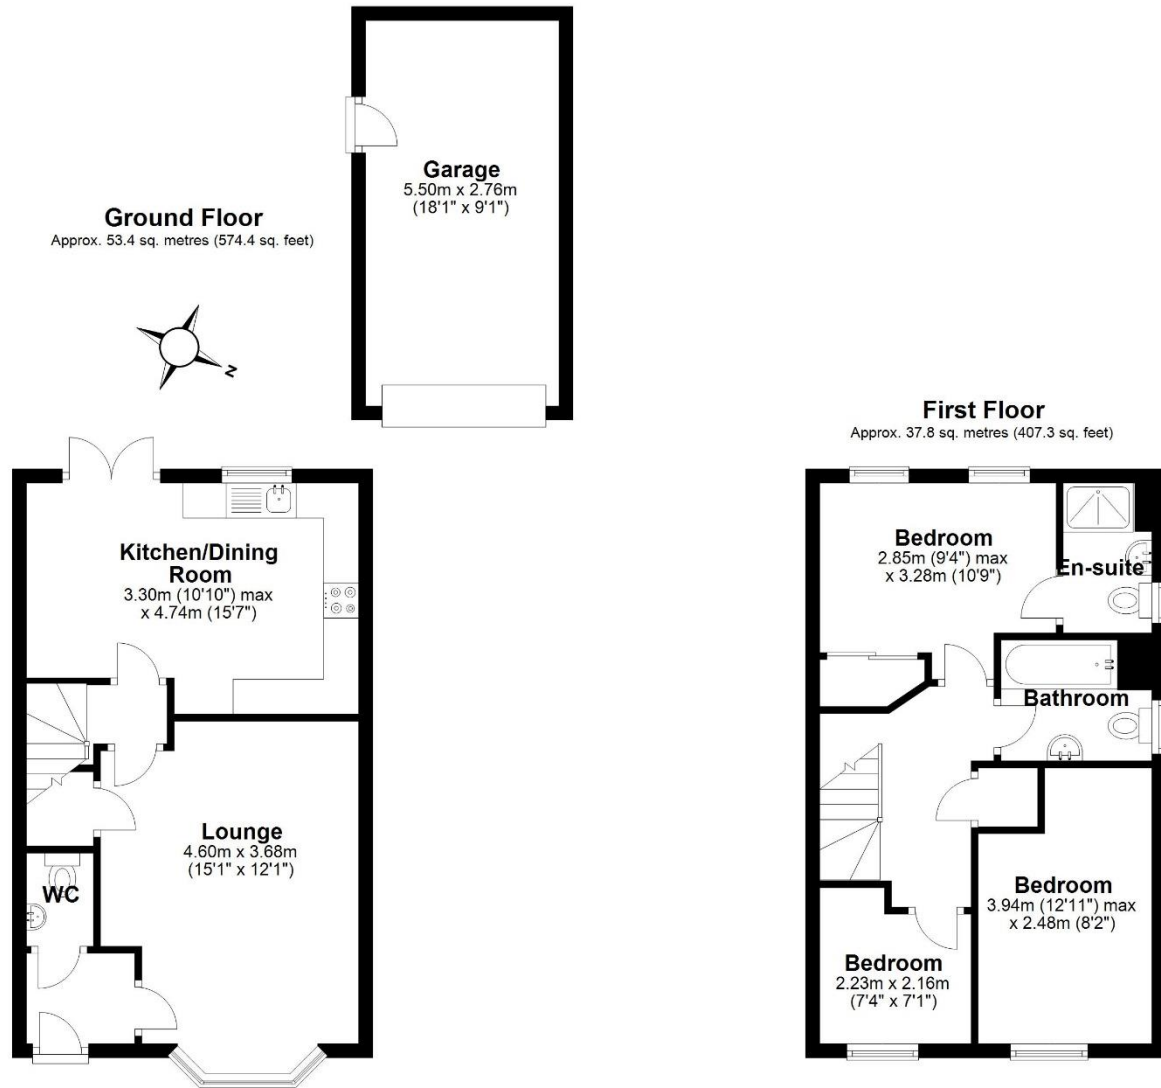 Garage
5.50m x 2.76m
(18'1" x 9'1")
Ground Floor
Approx. 53.4 sq. metres (574.4 sq. feet)
N
Kitchen/Dining
Room
3.30m (10'10") max
x 4.74m (15'7")
Lounge
4.60m x 3.68m
(15'1" x 12'1")
WC
First Floor
Approx. 37.8 sq. metres (407.3 sq. feet)
Bedroom
2.85m (9'4") max
x 3.28m (10'9")
En-suite
Bathroom
Bedroom
3.94m (12'11") max
x 2.48m (8'2")
Bedroom
2.23m x 2.16m
(7'4" x 7'1")